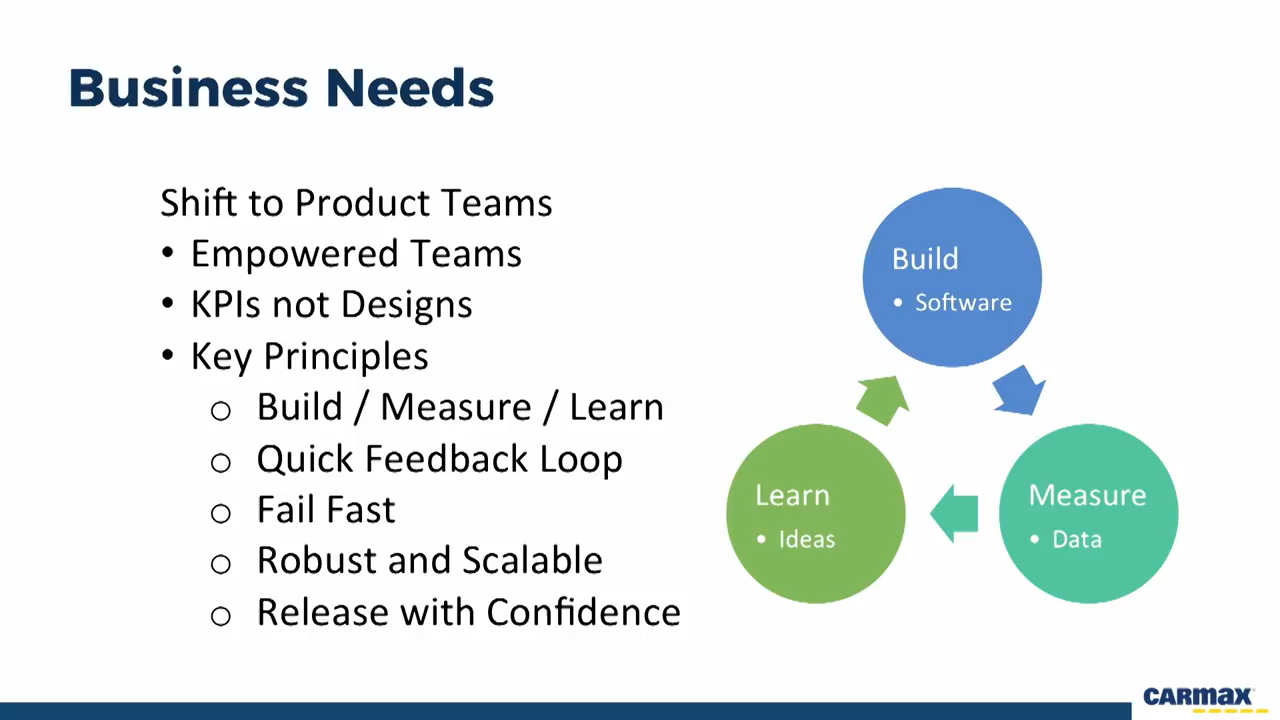 Business Needs
Shift to Product Teams
• Empowered Teams
• KPIs not Designs
• Key Principles
o Build / Measure / Learn
o Quick Feedback Loop
o Fail Fast
o Robust and Scalable
o Release with Confidence
Build
• Software
Measure
• Data
Learn
• Ideas
CARMAX